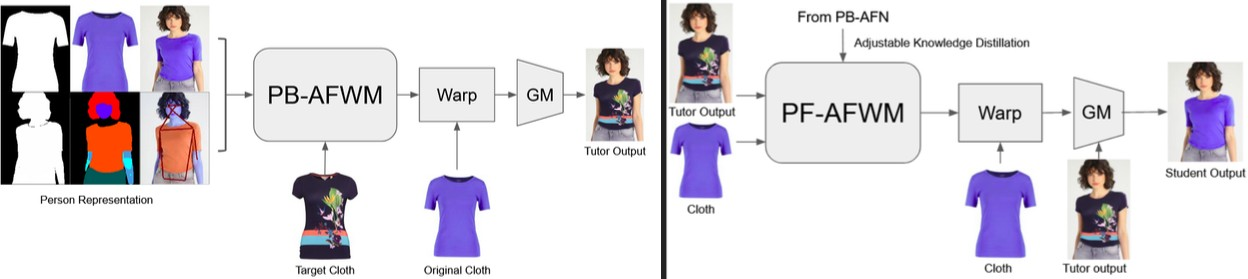 PB-AFWM
Warp
GM
Tutor Output
Person Representation
Target Cloth
Original Cloth
From PB-AFN
Adjustable Knowledge Distillation
Tutor Output
PF-AFWM
Warp
GM
Student Output
Cloth
Cloth
Tutor output